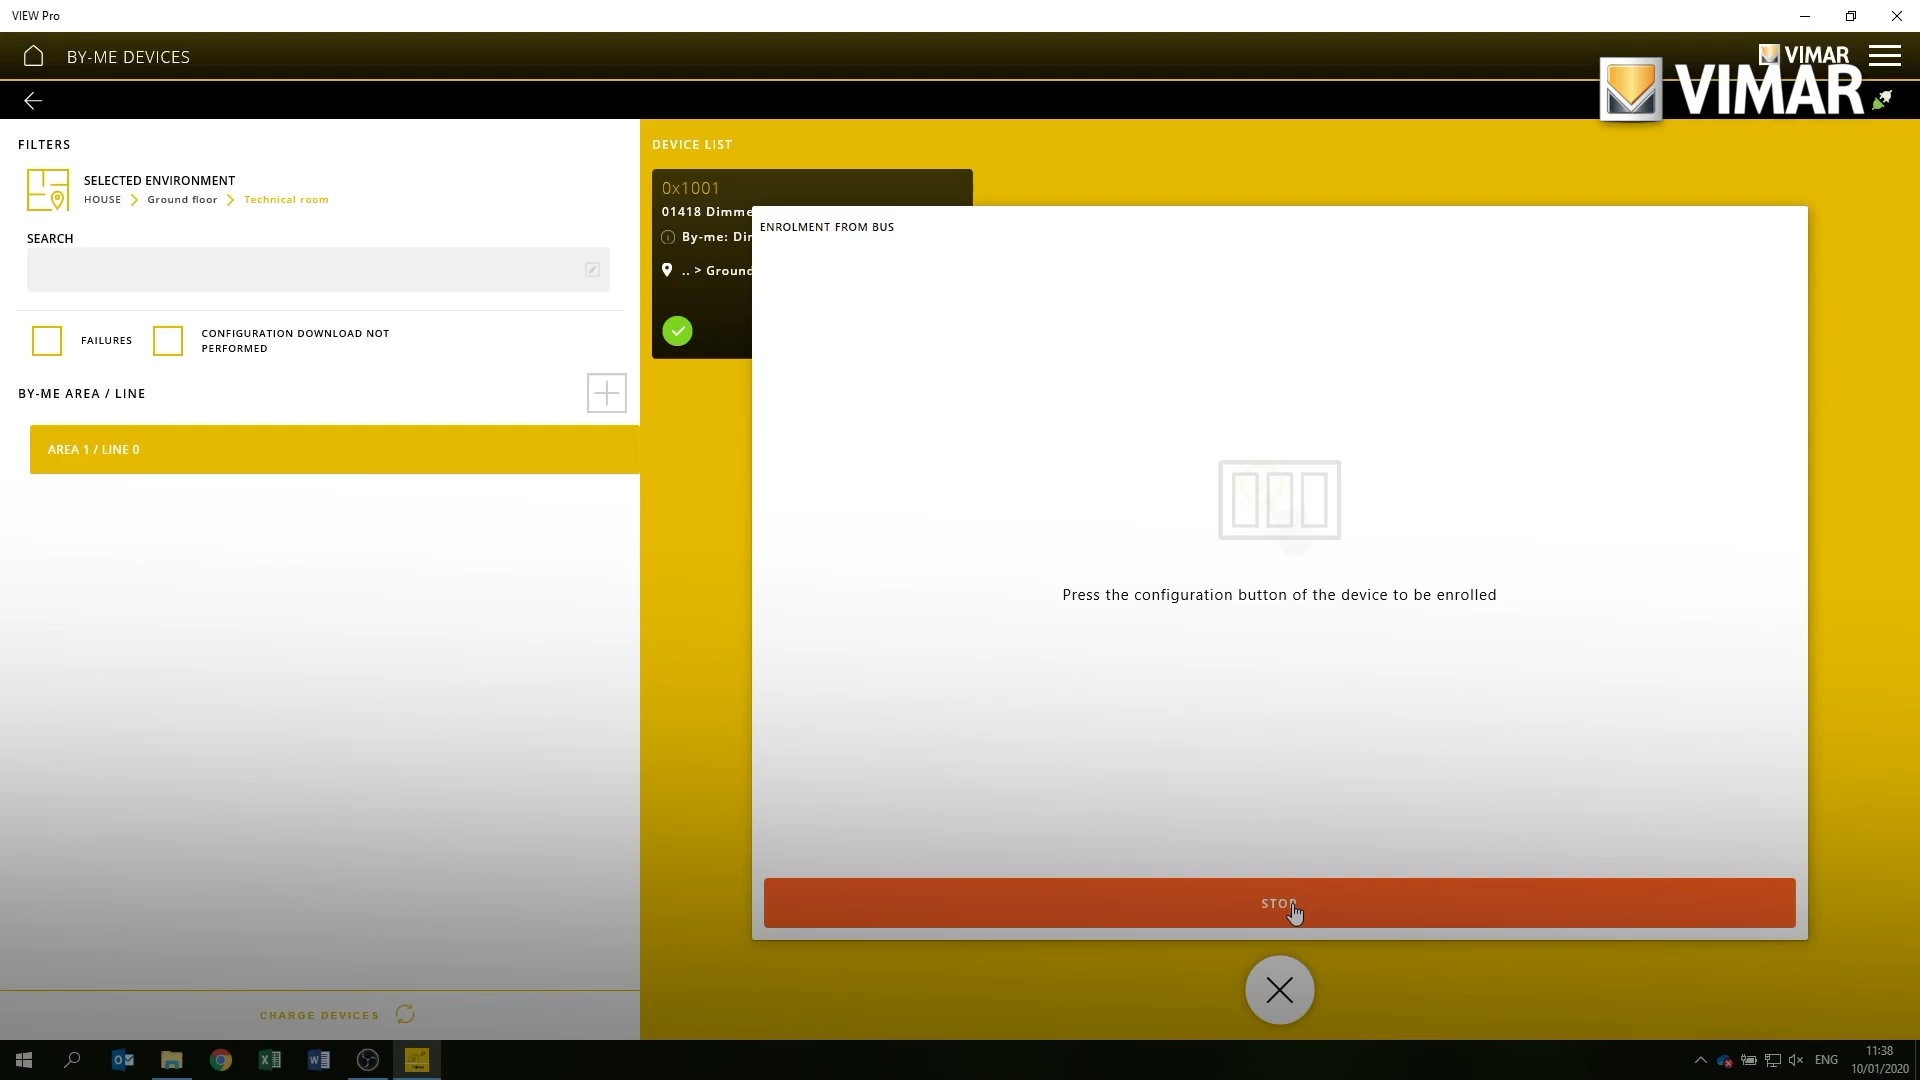 VIEW Pro
BY-ME DEVICES
VIMAR
VIMAR
FILTERS
SELECTED ENVIRONMENT
HOUSE Ground floor Technical room
SEARCH
FAILURES
CONFIGURATION DOWNLOAD NOT
PERFORMED
BY-ME AREA / LINE
AREA 1 / LINE 0
CHARGE DEVICES
DEVICE LIST
0x1001
01418 Dimme
By-me: Dir
.. > Ground
ENROLMENT FROM BUS
Press the configuration button of the device to be enrolled
STOP
ENG
11:38
10/01/2020